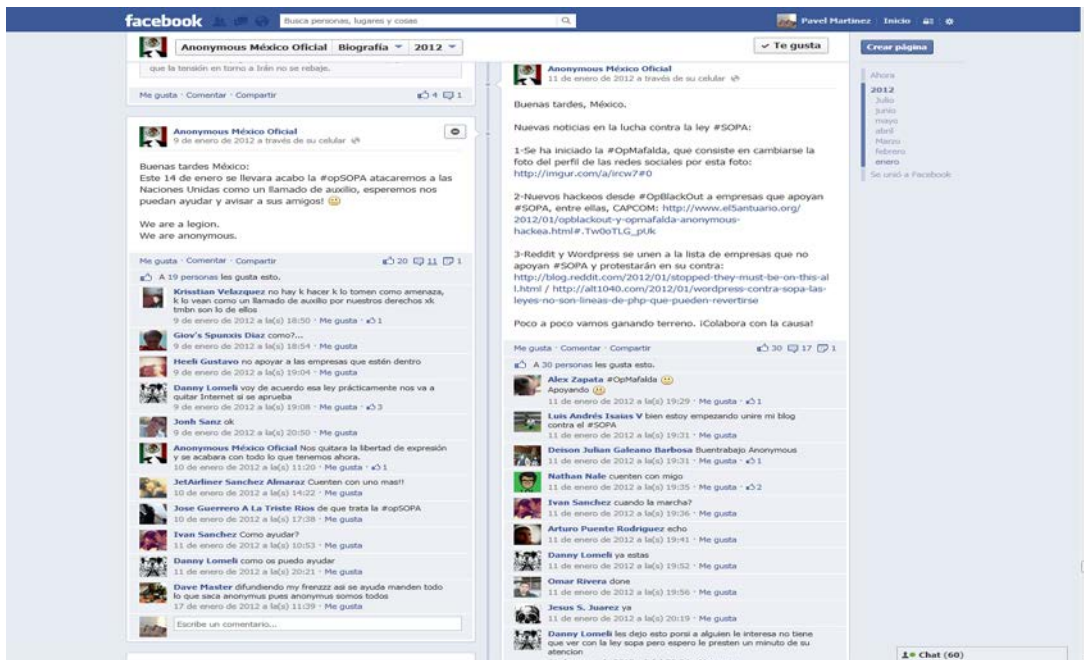 facebook
Busca personas, lugares y cosas
Pavel Martinez
Inicio
Anonymous México Oficial
Biografía
2012
Te gusta
Crear página
Ahora
2012
Julio
junio
mayo
abril
Marzo
febrero
enero
Se unió a Facebook
que la tensión en torno a Irán no se rebaje.
Me gusta · Comentar · Compartir
4 1
Anonymous México Oficial
9 de enero de 2012 a través de su celular
Buenas tardes México:
Este 14 de enero se llevara acabo la #opSOPA atacaremos a las
Naciones Unidas como un llamado de auxilio, esperemos nos
puedan ayudar y avisar a sus amigos!
We are a legion.
We are anonymous.
Me gusta · Comentar · Compartir
20 11 1
A 19 personas les gusta esto.
Krisstian Velazquez no hay k hacer k lo tomen como amenaza,
k lo vean como un llamado de auxilio por nuestros derechos xk
tmbn son lo de ellos
9 de enero de 2012 a la(s) 18:50 · Me gusta · 1
Giov's Spunxis Diaz como?...
9 de enero de 2012 a la(s) 18:54 · Me gusta
Heeli Gustavo no apoyar a las empresas que estén dentro
9 de enero de 2012 a la(s) 19:04 · Me gusta
Danny Lomeli voy de acuerdo esa ley prácticamente nos va a
quitar Internet si se aprueba
9 de enero de 2012 a la(s) 19:08 · Me gusta · 3
Jonh Sanz ok
9 de enero de 2012 a la(s) 20:50 · Me gusta
Anonymous México Oficial Nos quitara la libertad de expresión
y se acabara con todo lo que tenemos ahora.
10 de enero de 2012 a la(s) 11:20 · Me gusta · 1
JetAirliner Sanchez Almaraz Cuenten con uno mas!!
10 de enero de 2012 a la(s) 14:22 · Me gusta
Jose Guerrero A La Triste Rios de que trata la #opSOPA
10 de enero de 2012 a la(s) 17:38 · Me gusta
Ivan Sanchez Como ayudar?
11 de enero de 2012 a la(s) 10:53 · Me gusta
Danny Lomeli como os puedo ayudar
11 de enero de 2012 a la(s) 20:21 · Me gusta
Dave Master difundiendo my frenzzz asi se ayuda manden todo
lo que saca anonymus pues anonymus somos todos
17 de enero de 2012 a la(s) 11:39 · Me gusta
Escribe un comentario...
Anonymous México Oficial
11 de enero de 2012 a través de su celular
Buenas tardes, México.
Nuevas noticias en la lucha contra la ley #SOPA:
1-Se ha iniciado la #OpMafalda, que consiste en cambiarse la
foto del perfil de las redes sociales por esta foto:
http://imgur.com/a/ircw7#0
2-Nuevos hackeos desde #OpBlackOut a empresas que apoyan
#SOPA, entre ellas, CAPCOM: http://www.elSantuario.org/
2012/01/opblackout-y-opmafalda-anonymous-
hackea.html#.Tw0oTLG_pUk
3-Reddit y Wordpress se unen a la lista de empresas que no
apoyan #SOPA y protestarán en su contra:
http://blog.reddit.com/2012/01/stopped-they-must-be-on-this-al
l.html / http://alt1040.com/2012/01/wordpress-contra-sopa-las-
leyes-no-son-lineas-de-php-que-pueden-revertirse
Poco a poco vamos ganando terreno. ¡Colabora con la causa!
Me gusta · Comentar · Compartir
30 17 1
A 30 personas les gusta esto.
Alex Zapata #OpMafalda
Apoyando
11 de enero de 2012 a la(s) 19:29 · Me gusta · 1
Luis Andrés Isaias V bien estoy empezando unire mi blog
contra el #SOPA
11 de enero de 2012 a la(s) 19:31 · Me gusta
Deison Julian Galeano Barbosa Buentrabajo Anonymous
11 de enero de 2012 a la(s) 19:31 · Me gusta · 1
Nathan Nale cuenten con migo
11 de enero de 2012 a la(s) 19:35 · Me gusta · 2
Ivan Sanchez cuando la marcha?
11 de enero de 2012 a la(s) 19:36 · Me gusta
Arturo Puente Rodriguez echo
11 de enero de 2012 a la(s) 19:41 · Me gusta
Danny Lomeli ya estas
11 de enero de 2012 a la(s) 19:52 · Me gusta
Omar Rivera done
11 de enero de 2012 a la(s) 19:56 · Me gusta
Jesus S. Juarez ya
11 de enero de 2012 a la(s) 20:19 · Me gusta
Danny Lomeli les dejo esto porsi a alguien le interesa no tiene
que ver con la ley sopa pero espero le presten un minuto de su
atencion
Chat (60)